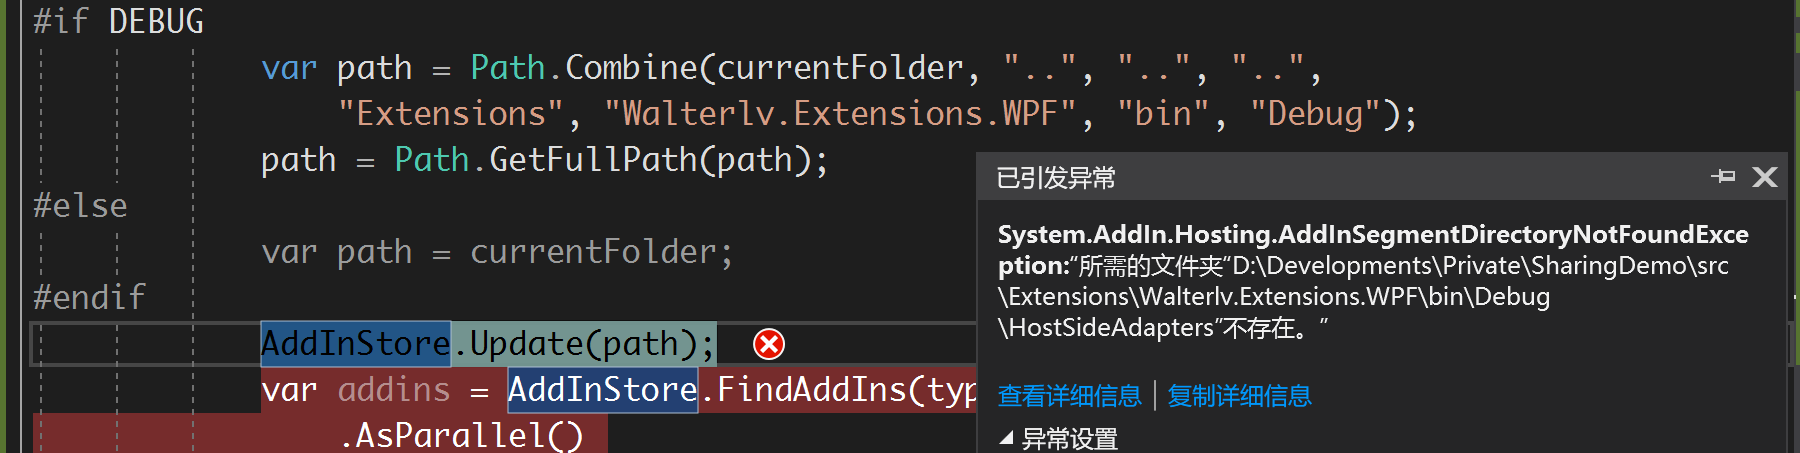 #if DEBUG
var path = Path.Combine(currentFolder, "..", "..", "..",
"Extensions", "Walterlv.Extensions.WPF", "bin", "Debug");
path = Path.GetFullPath(path);
#else
var path = currentFolder;
#endif
AddInStore.Update(path);
var addins = AddInStore.FindAddIns(typ
.AsParallel()
已引发异常
System.AddIn.Hosting.AddInSegmentDirectoryNotFoundExce
ption:“所需的文件夹“D:\Developments\Private\SharingDemo\src
\Extensions\Walterlv.Extensions.WPF\bin\Debug
\HostSideAdapters”不存在。”
查看详细信息 | 复制详细信息
异常设置